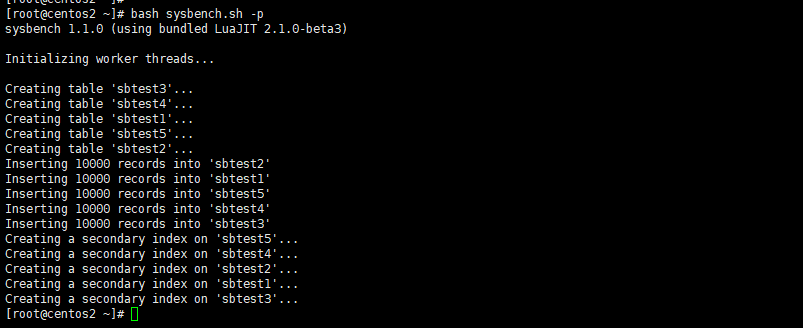 [root@centos2 ~]# bash sysbench.sh -p
sysbench 1.1.0 (using bundled LuaJIT 2.1.0-beta3)
Initializing worker threads...
Creating table 'sbtest3'...
Creating table 'sbtest4'...
Creating table 'sbtest1'...
Creating table 'sbtest5'...
Creating table 'sbtest2'...
Inserting 10000 records into 'sbtest2'
Inserting 10000 records into 'sbtest1'
Inserting 10000 records into 'sbtest5'
Inserting 10000 records into 'sbtest4'
Inserting 10000 records into 'sbtest3'
Creating a secondary index on 'sbtest5'...
Creating a secondary index on 'sbtest4'...
Creating a secondary index on 'sbtest2'...
Creating a secondary index on 'sbtest1'...
Creating a secondary index on 'sbtest3'...
[root@centos2 ~]#